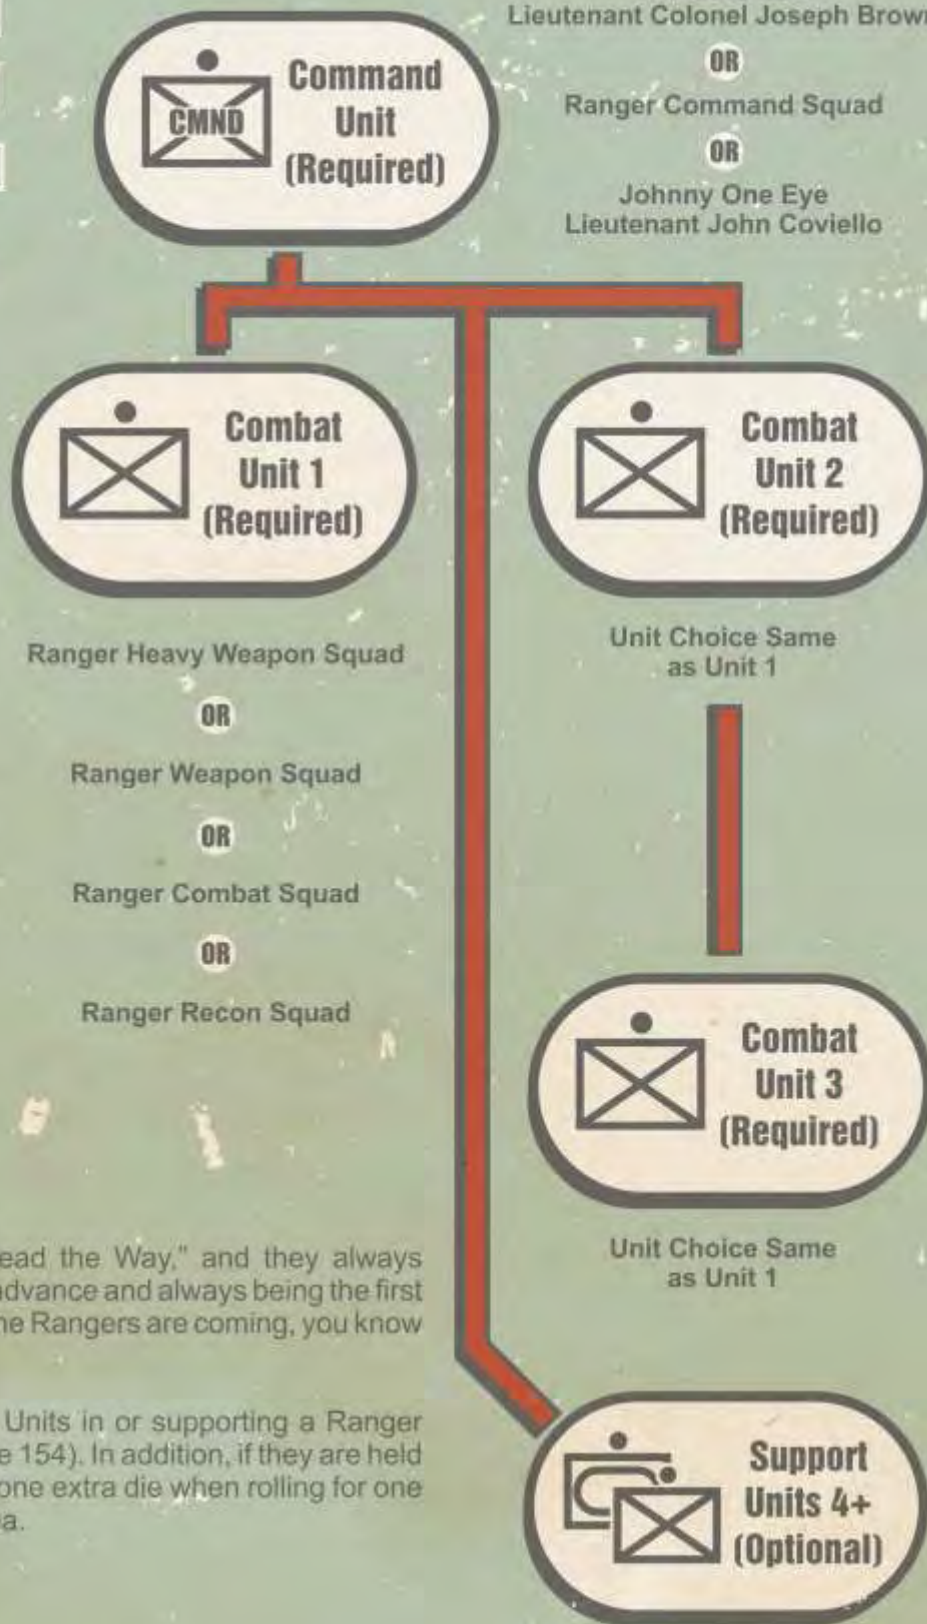 Lieutenant Colonel Joseph Brown
OR
Ranger Command Squad
OR
Johnny One Eye
Lieutenant John Coviello
CMND
Command
Unit
(Required)
Combat
Unit 1
(Required)
Combat
Unit 2
(Required)
Ranger Heavy Weapon Squad
OR
Ranger Weapon Squad
OR
Ranger Combat Squad
OR
Ranger Recon Squad
Unit Choice Same
as Unit 1
Combat
Unit 3
(Required)
Unit Choice Same
as Unit 1
ead the Way," and they always
advance and always being the first
he Rangers are coming, you know
Units in or supporting a Ranger
e 154). In addition, if they are held
one extra die when rolling for one
a.
Support
Units 4+
(Optional)